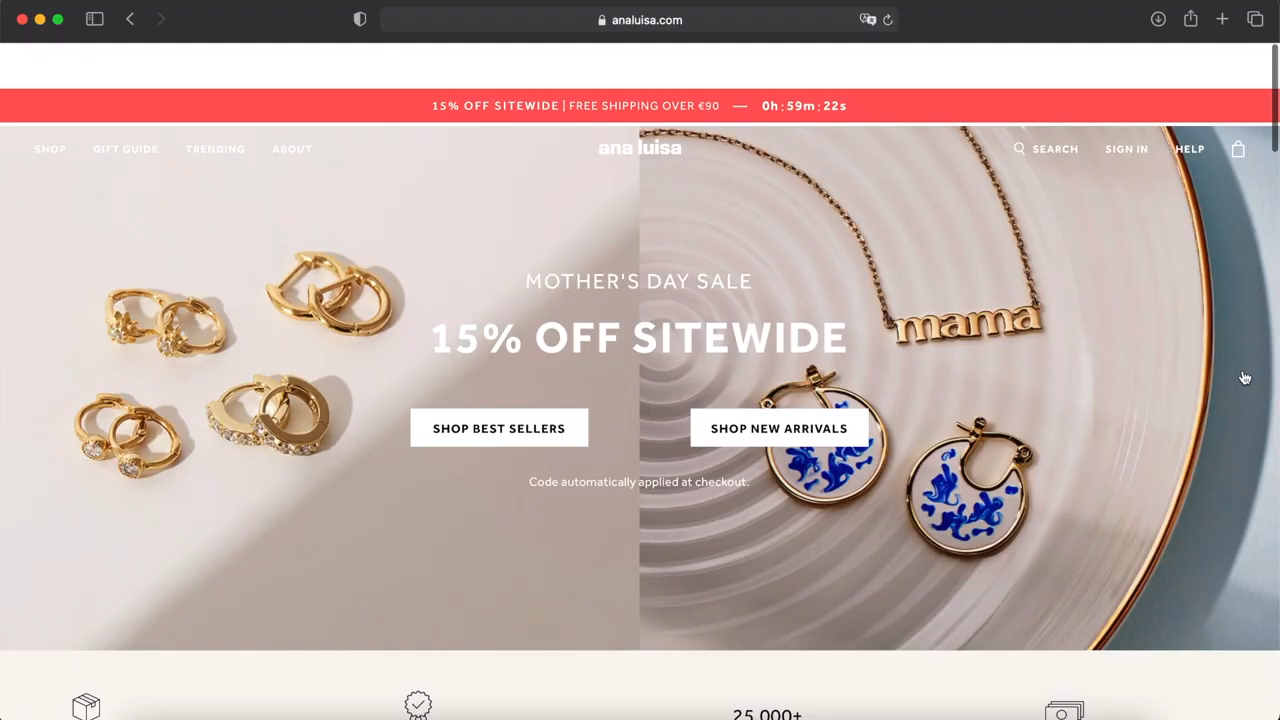 analuisa.com
15% OFF SITEWIDE | FREE SHIPPING OVER €90 — 0h : 59m : 22s
SHOP GIFT GUIDE TRENDING ABOUT
ana luisa
SEARCH SIGN IN HELP
mama
MOTHER'S DAY SALE
15% OFF SITEWIDE
SHOP BEST SELLERS
SHOP NEW ARRIVALS
Code automatically applied at checkout.
25,000+